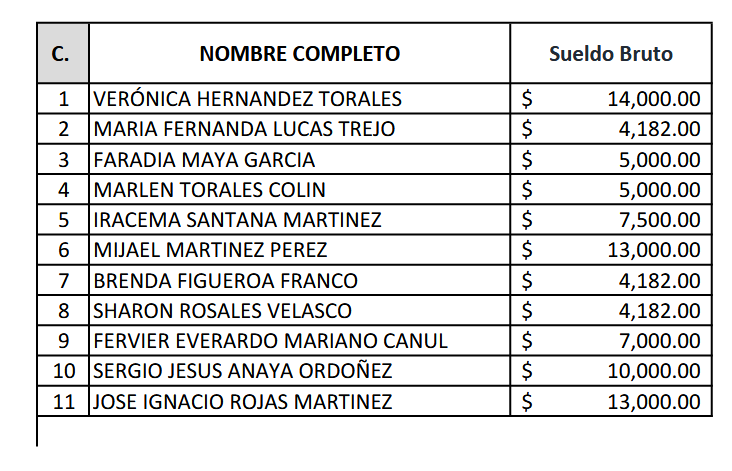 C. NOMBRE COMPLETO Sueldo Bruto
1 VERÓNICA HERNANDEZ TORALES $ 14,000.00
2 MARIA FERNANDA LUCAS TREJO $ 4,182.00
3 FARADIA MAYA GARCIA $ 5,000.00
4 MARLEN TORALES COLIN $ 5,000.00
5 IRACEMA SANTANA MARTINEZ $ 7,500.00
6 MIJAEL MARTINEZ PEREZ $ 13,000.00
7 BRENDA FIGUEROA FRANCO $ 4,182.00
8 SHARON ROSALES VELASCO $ 4,182.00
9 FERVIER EVERARDO MARIANO CANUL $ 7,000.00
10 SERGIO JESUS ANAYA ORDOÑEZ $ 10,000.00
11 JOSE IGNACIO ROJAS MARTINEZ $ 13,000.00